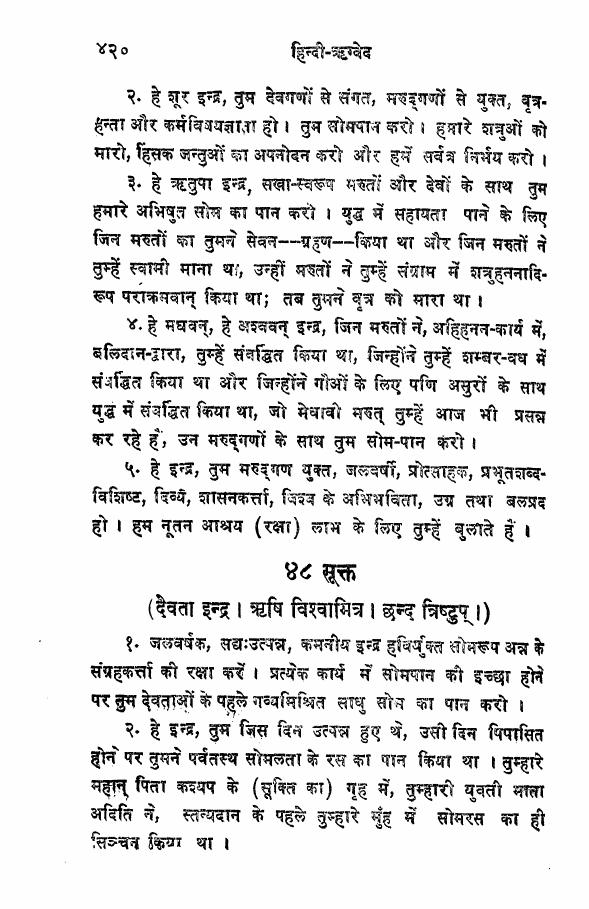 ४२०
हिन्दी-ऋग्वेद
२. हे शूर इन्द्र, तुम देवगणों से संगत, मरुद्गणों से युक्त, वृत्र-
हन्ता और कर्मविषयज्ञाता हो। तुम सोमपान करो। हमारे शत्रुओं को
मारो, हिंसक जन्तुओं का अपनोदन करो और हमें सर्वत्र निर्भय करो।
३. हे ऋतुपा इन्द्र, सखा-स्वरूप मरुतों और देवों के साथ तुम
हमारे अभिषुत सोम का पान करो। युद्ध में सहायता पाने के लिए
जिन मरुतों का तुमने सेवन--ग्रहण--किया था और जिन मरुतों ने
तुम्हें स्वामी माना था, उन्हीं मरुतों ने तुम्हें संग्राम में शत्रुहननादि-
रूप पराक्रमवान् किया था; तब तुमने वृत्र को मारा था।
४. हे मघवन्, हे अश्ववन् इन्द्र, जिन मरुतों ने, अहिहनन-कार्य में,
बलिदान-द्वारा, तुम्हें संवर्द्धित किया था, जिन्होंने तुम्हें शम्बर-वध में
संवर्द्धित किया था और जिन्होंने गौओं के लिए पणि असुरों के साथ
युद्ध में संवर्द्धित किया था, जो मेधावी मरुत् तुम्हें आज भी प्रसन्न
कर रहे हैं, उन मरुद्गणों के साथ तुम सोम-पान करो।
५. हे इन्द्र, तुम मरुद्गण युक्त, जलवर्षी, प्रोत्साहक, प्रभूतशब्द-
विशिष्ट, दिव्य, शासनकर्त्ता, विश्व के अभिभविता, उग्र तथा बलप्रद
हो। हम नूतन आश्रय (रक्षा) लाभ के लिए तुम्हें बुलाते हैं।
४८ सूक्त
(देवता इन्द्र। ऋषि विश्वामित्र। छन्द त्रिष्टुप्।)
१. जलवर्षक, सद्यःउत्पन्न, कमनीय इन्द्र हविर्युक्त सोमरूप अन्न के
संग्रहकर्त्ता की रक्षा करें। प्रत्येक कार्य में सोमपान की इच्छा होने
पर तुम देवताओं के पहले गव्यमिश्रित साधु सोम का पान करो।
२. हे इन्द्र, तुम जिस दिन उत्पन्न हुए थे, उसी दिन पिपासित
होने पर तुमने पर्वतस्थ सोमलता के रस का पान किया था। तुम्हारे
महान् पिता कश्यप के (सूक्ति का) गृह में, तुम्हारी युवती माता
अदिति ने, स्तन्यदान के पहले तुम्हारे मुँह में सोमरस का ही
सिञ्चन किया था।